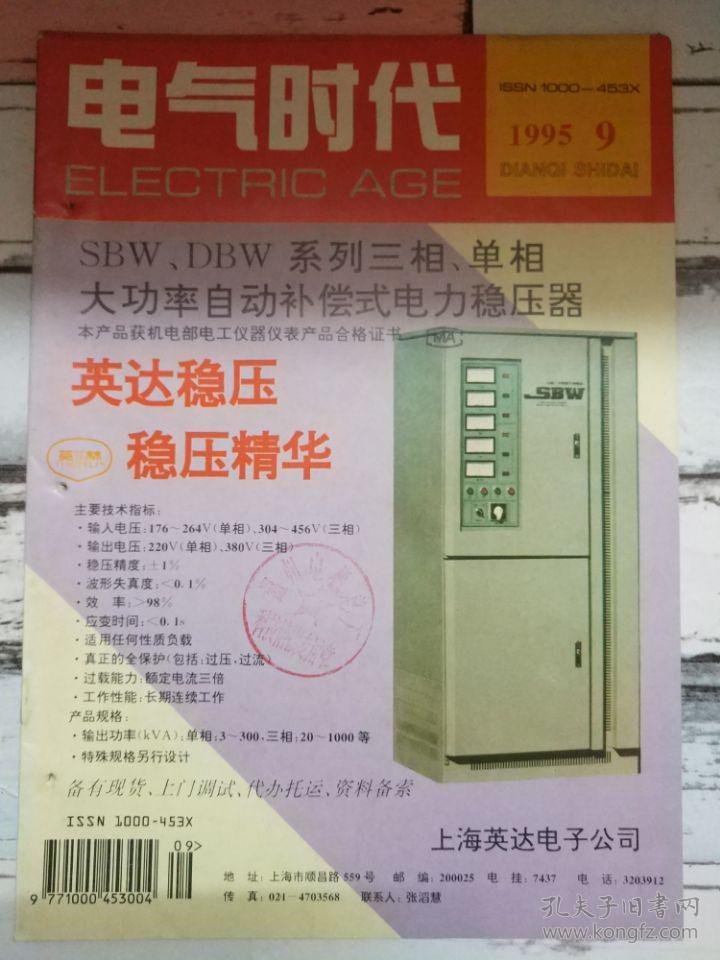 电气时代
ELECTRIC AGE
ISSN 1000-453X
1995 9
DIANQI SHIDAI
SBW、DBW 系列三相、单相
大功率自动补偿式电力稳压器
本产品获机电部电工仪器仪表产品合格证书
MA
英达稳压
稳压精华
SBW
主要技术指标:
·输入电压:176~264V(单相)、304~456V(三相)
·输出电压:220V(单相)、380V(三相)
·稳压精度:±1%
·波形失真度:<0.1%
·效 率:>98%
·应变时间:<0.1s
·适用任何性质负载
·真正的全保护(包括:过压、过流)
·过载能力:额定电流三倍
·工作性能:长期连续工作
产品规格:
·输出功率(kVA):单相:3~300,三相:20~1000 等
·特殊规格另行设计
备有现货、上门调试、代办托运、资料备索
ISSN 1000-453X
09>
9 771000 453004
上海英达电子公司
地 址:上海市顺昌路 559 号 邮 编:200025 电 挂:7437 电 话:3203912
传 真:021-4703568 联系人:张滔慧
孔夫子旧书网
www.kongfz.com